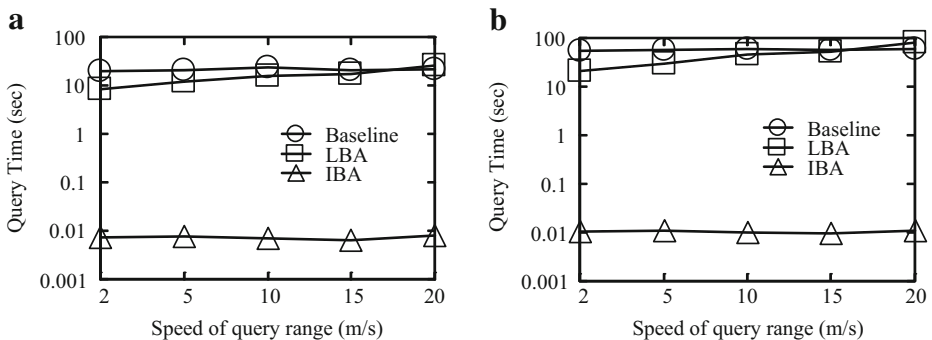 a
Query Time (sec)
100
10
1
0.1
0.01
0.001
Baseline
LBA
IBA
2 5 10 15 20
Speed of query range (m/s)
b
Query Time (sec)
100
10
1
0.1
0.01
0.001
Baseline
LBA
IBA
2 5 10 15 20
Speed of query range (m/s)